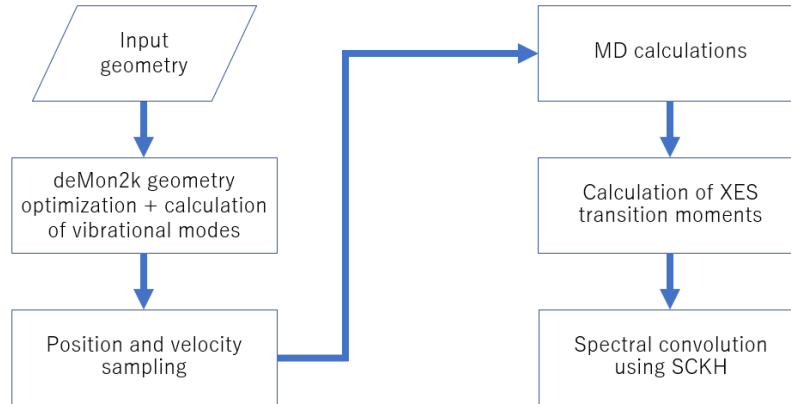 Input
geometry
deMon2k geometry
optimization + calculation
of vibrational modes
Position and velocity
sampling
MD calculations
Calculation of XES
transition moments
Spectral convolution
using SCKH